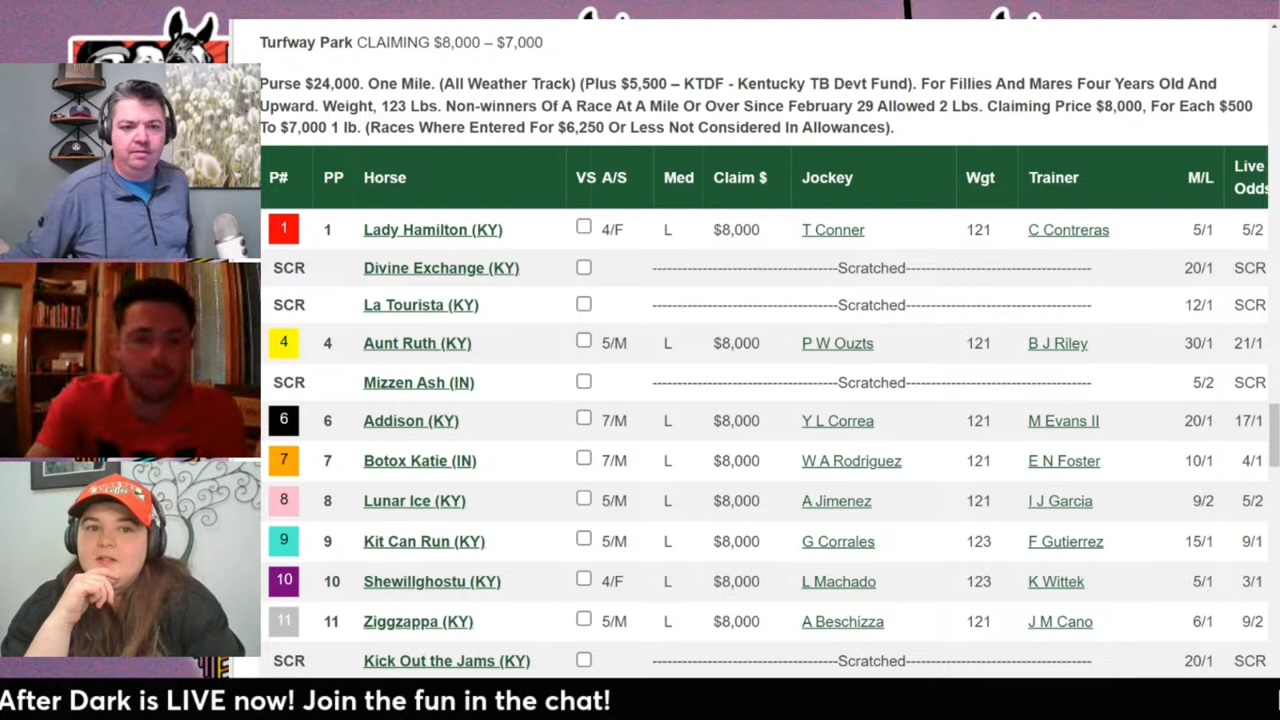 Turfway Park CLAIMING $8,000 – $7,000
Purse $24,000. One Mile. (All Weather Track) (Plus $5,500 – KTDF - Kentucky TB Devt Fund). For Fillies And Mares Four Years Old And
Upward. Weight, 123 Lbs. Non-winners Of A Race At A Mile Or Over Since February 29 Allowed 2 Lbs. Claiming Price $8,000, For Each $500
To $7,000 1 lb. (Races Where Entered For $6,250 Or Less Not Considered In Allowances).
P# PP Horse VS A/S Med Claim $ Jockey Wgt Trainer M/L Live Odds
1 1 Lady Hamilton (KY) 4/F L $8,000 T Conner 121 C Contreras 5/1 5/2
SCR Divine Exchange (KY) ---Scratched--- 20/1 SCR
SCR La Tourista (KY) ---Scratched--- 12/1 SCR
4 4 Aunt Ruth (KY) 5/M L $8,000 P W Ouzts 121 B J Riley 30/1 21/1
SCR Mizzen Ash (IN) ---Scratched--- 5/2 SCR
6 6 Addison (KY) 7/M L $8,000 Y L Correa 121 M Evans II 20/1 17/1
7 7 Botox Katie (IN) 7/M L $8,000 W A Rodriguez 121 E N Foster 10/1 4/1
8 8 Lunar Ice (KY) 5/M L $8,000 A Jimenez 121 I J Garcia 9/2 5/2
9 9 Kit Can Run (KY) 5/M L $8,000 G Corrales 123 F Gutierrez 15/1 9/1
10 10 Shewillghostu (KY) 4/F L $8,000 L Machado 123 K Wittek 5/1 3/1
11 11 Ziggzappa (KY) 5/M L $8,000 A Beschizza 121 J M Cano 6/1 9/2
SCR Kick Out the Jams (KY) ---Scratched--- 20/1 SCR
After Dark is LIVE now! Join the fun in the chat!